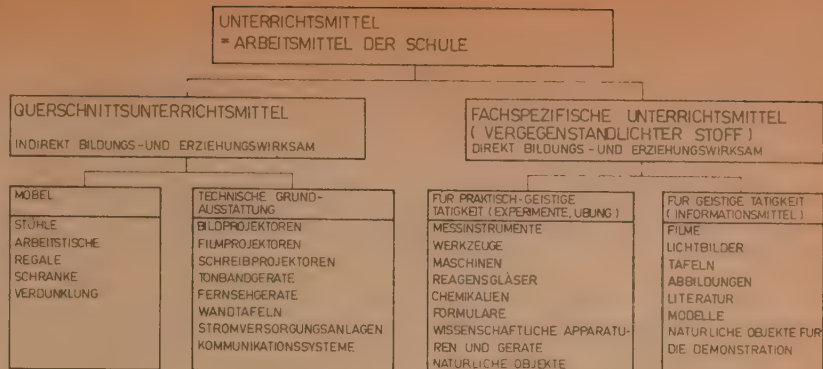 UNTERRICHTSMITTEL
= ARBEITSMITTEL DER SCHULE
QUERSCHNITTSUNTERRICHTSMITTEL
INDIREKT BILDUNGS-UND ERZIEHUNGSWIRKSAM
FACHSPEZIFISCHE UNTERRICHTSMITTEL
( VERGEGENSTANDLICHTER STOFF )
DIREKT BILDUNGS-UND ERZIEHUNGSWIRKSAM
MÖBEL
STÜHLE
ARBEITSTISCHE
REGALE
SCHRANKE
VERDUNKLUNG
TECHNISCHE GRUND-
AUSSTATTUNG
BILDPROJEKTOREN
FILMPROJEKTOREN
SCHREIBPROJEKTOREN
TONBANDGERATE
FERNSEHGERATE
WANDTAFELN
STROMVERSORGUNGSANLAGEN
KOMMUNIKATIONSSYSTEME
FUR PRAKTISCH-GEISTIGE
TATIGKEIT (EXPERIMENTE, UBUNG )
MESSINSTRUMENTE
WERKZEUGE
MASCHINEN
REAGENSGLÄSER
CHEMIKALIEN
FORMULARE
WISSENSCHAFTLICHE APPARATU-
REN UND GERATE
NATURLICHE OBJEKTE
FUR GEISTIGE TATIGKEIT
( INFORMATIONSMITTEL )
FILME
LICHTBILDER
TAFELN
ABBILDUNGEN
LITERATUR
MODELLE
NATURLICHE OBJEKTE FUR
DIE DEMONSTRATION